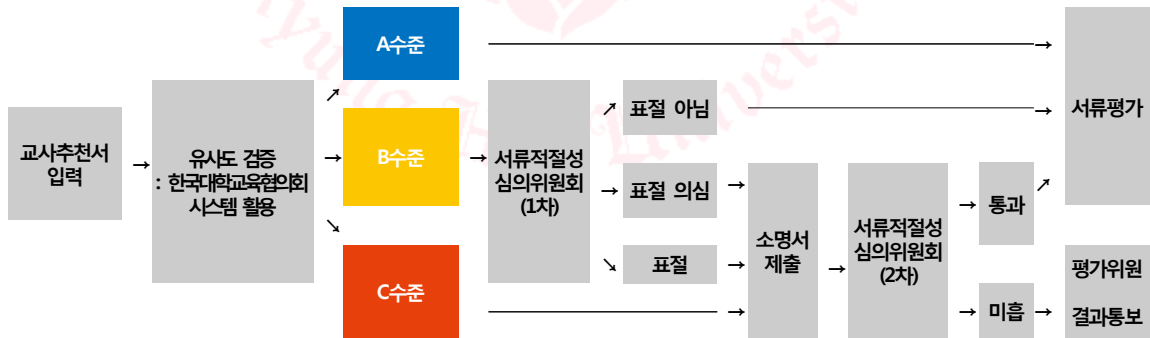 교사추천서
입력
→
유사도 검증
: 한국대학교육협의회
시스템 활용
↗
→
↘
A수준
B수준
C수준
→
→
→
서류적절성
심의위원회
(1차)
↗
→
↘
표절 아님
표절 의심
표절
→
→
→
→
소명서
제출
→
서류적절성
심의위원회
(2차)
→
→
통과
미흡
↗
→
서류평가
평가위원
결과통보